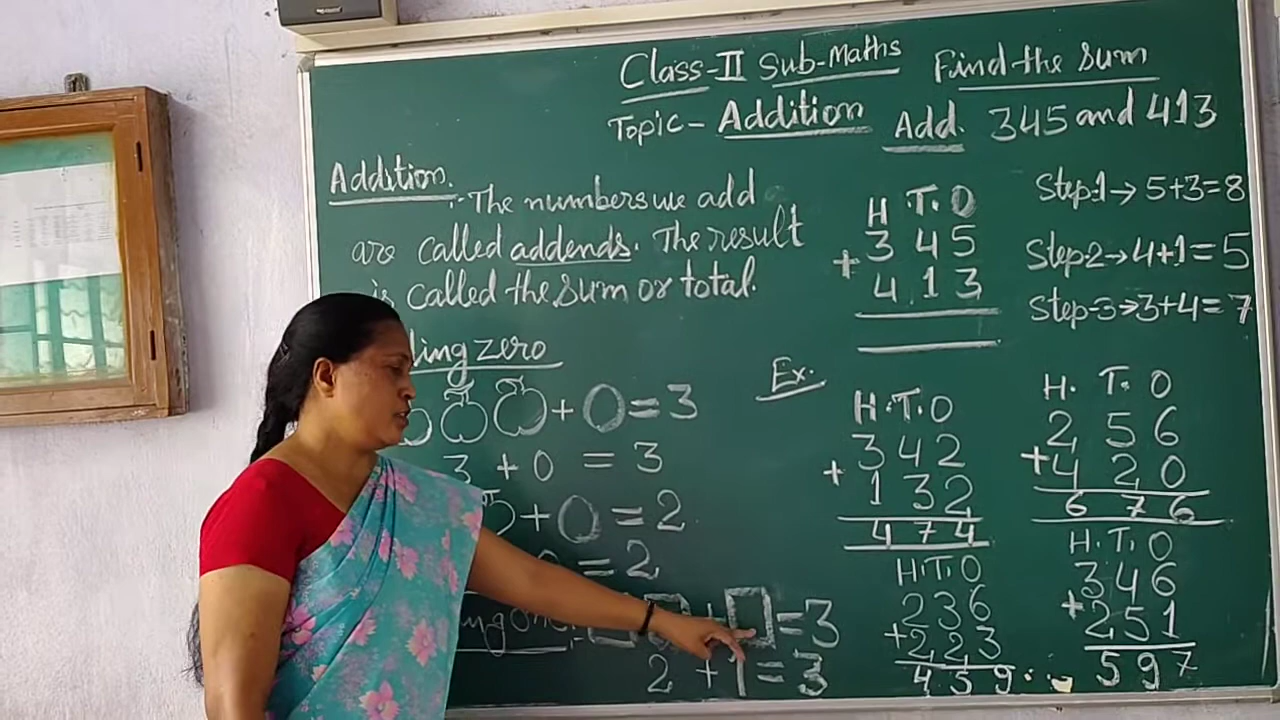 Class-II Sub-Maths
Topic- Addition
Addition.
:- The numbers we add
are called addends. The result
is called the sum or total.
ling zero
+ 0 = 3
3 + 0 = 3
+ 0 = 2
0 = 2
ng one:-
+ = 3
2 + 1 = 3
Find the sum
Add. 345 and 413
H T. O
3 4 5
+ 4 1 3
Step:1→ 5+3=8
Step-2→4+1=5
Step-3→3+4=7
Ex.
H.T.O
3 4 2
+ 1 3 2
4 7 4
H. T. O
2 5 6
+ 4 2 0
6 7 6
H.T.O
2 3 6
+ 2 2 3
4 5 9
H.T.O
3 4 6
+ 2 5 1
5 9 7